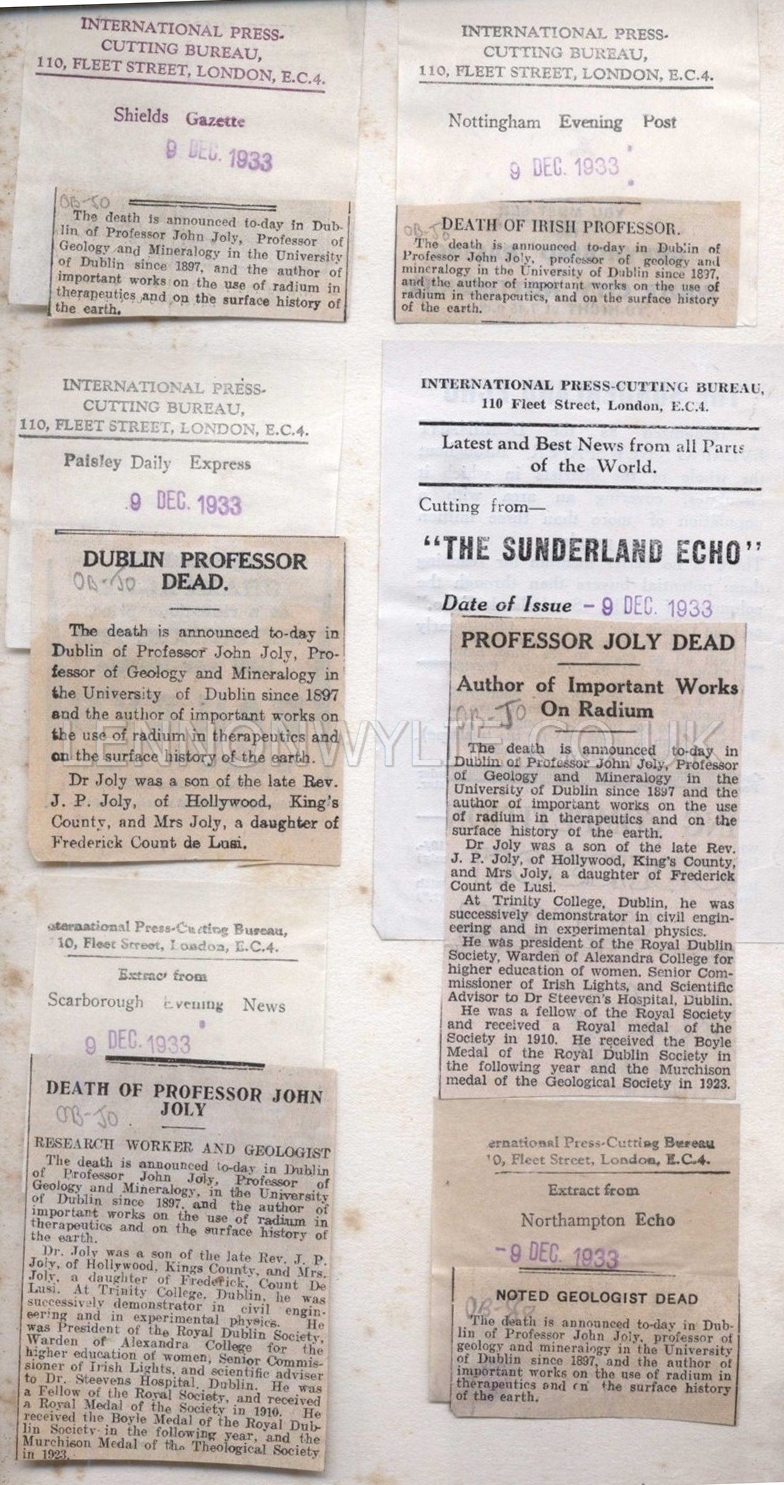 INTERNATIONAL PRESS-
CUTTING BUREAU,
110, FLEET STREET, LONDON, E.C.4.
Shields Gazette
9 DEC. 1933
OB-JO
The death is announced to-day in Dub-
lin of Professor John Joly, Professor of
Geology and Mineralogy in the University
of Dublin since 1897, and the author of
important works on the use of radium in
therapeutics and on the surface history of
the earth.
INTERNATIONAL PRESS-
CUTTING BUREAU,
110, FLEET STREET, LONDON, E.C.4.
Nottingham Evening Post
9 DEC. 1933
OB-JO
DEATH OF IRISH PROFESSOR.
The death is announced to-day in Dublin of
Professor John Joly, professor of geology and
mineralogy in the University of Dublin since 1897,
and the author of important works on the use of
radium in therapeutics, and on the surface history
of the earth.
INTERNATIONAL PRESS-
CUTTING BUREAU,
110, FLEET STREET, LONDON, E.C.4.
Paisley Daily Express
9 DEC. 1933
DUBLIN PROFESSOR
DEAD.
OB-JO
The death is announced to-day in
Dublin of Professor John Joly, Pro-
fessor of Geology and Mineralogy in
the University of Dublin since 1897
and the author of important works on
the use of radium in therapeutics and
on the surface history of the earth.
Dr Joly was a son of the late Rev.
J. P. Joly, of Hollywood, King's
County, and Mrs Joly, a daughter of
Frederick Count de Lusi.
INTERNATIONAL PRESS-CUTTING BUREAU,
110 Fleet Street, London, E.C.4.
Latest and Best News from all Parts
of the World.
Cutting from—
"THE SUNDERLAND ECHO"
Date of Issue - 9 DEC. 1933
PROFESSOR JOLY DEAD
Author of Important Works
On Radium
OB-JO
The death is announced to-day in
Dublin of Professor John Joly, Professor
of Geology and Mineralogy in the
University of Dublin since 1897 and the
author of important works on the use
of radium in therapeutics and on the
surface history of the earth.
Dr Joly was a son of the late Rev.
J. P. Joly, of Hollywood, King's County,
and Mrs Joly, a daughter of Frederick
Count de Lusi.
At Trinity College, Dublin, he was
successively demonstrator in civil engin-
eering and in experimental physics.
He was president of the Royal Dublin
Society, Warden of Alexandra College for
higher education of women. Senior Com-
missioner of Irish Lights, and Scientific
Advisor to Dr Steeven's Hospital, Dublin.
He was a fellow of the Royal Society
and received a Royal medal of the
Society in 1910. He received the Boyle
Medal of the Royal Dublin Society in
the following year and the Murchison
medal of the Geological Society in 1923.
nternational Press-Cutting Bureau,
10, Fleet Street, London, E.C.4.
Extract from
Scarborough Evening News
9 DEC. 1933
DEATH OF PROFESSOR JOHN
JOLY
OB-JO
RESEARCH WORKER AND GEOLOGIST
The death is announced to-day in Dublin
of Professor John Joly, Professor of
Geology and Mineralogy, in the University
of Dublin since 1897, and the author of
important works on the use of radium in
therapeutics and on the surface history of
the earth.
Dr. Joly was a son of the late Rev. J. P.
Joly, of Hollywood, Kings County, and Mrs.
Joly, a daughter of Frederick, Count De
Lusi. At Trinity College, Dublin, he was
successively demonstrator in civil engin-
eering and in experimental physics. He
was President of the Royal Dublin Society,
Warden of Alexandra College for the
higher education of women, Senior Commis-
sioner of Irish Lights, and scientific adviser
to Dr. Steevens Hospital, Dublin. He was
a Fellow of the Royal Society, and received
a Royal Medal of the Society in 1910. He
received the Boyle Medal of the Royal Dub-
lin Society in the following year, and the
Murchison Medal of the Theological Society
in 1923.
ernational Press-Cutting Bureau
'0, Fleet Street, London, E.C.4.
Extract from
Northampton Echo
-9 DEC. 1933
OB-JO
NOTED GEOLOGIST DEAD
The death is announced to-day in Dub-
lin of Professor John Joly, professor of
geology and mineralogy in the University
of Dublin since 1897, and the author of
important works on the use of radium in
therapeutics and on the surface history
of the earth.